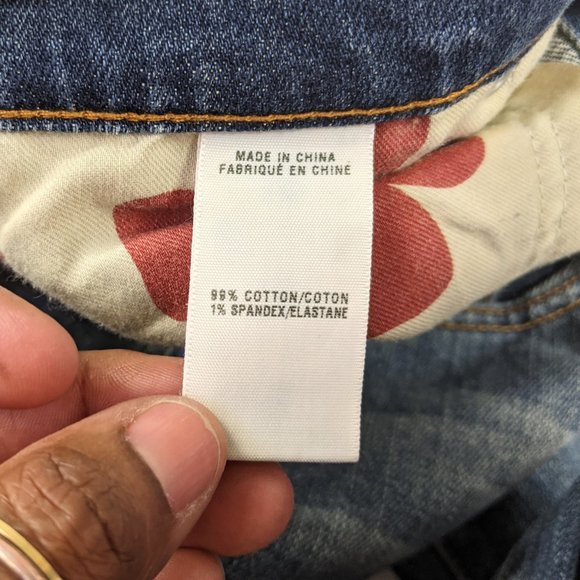 MADE IN CHINA
FABRIQUÉ EN CHINE
99% COTTON/COTON
1% SPANDEX/ELASTANE